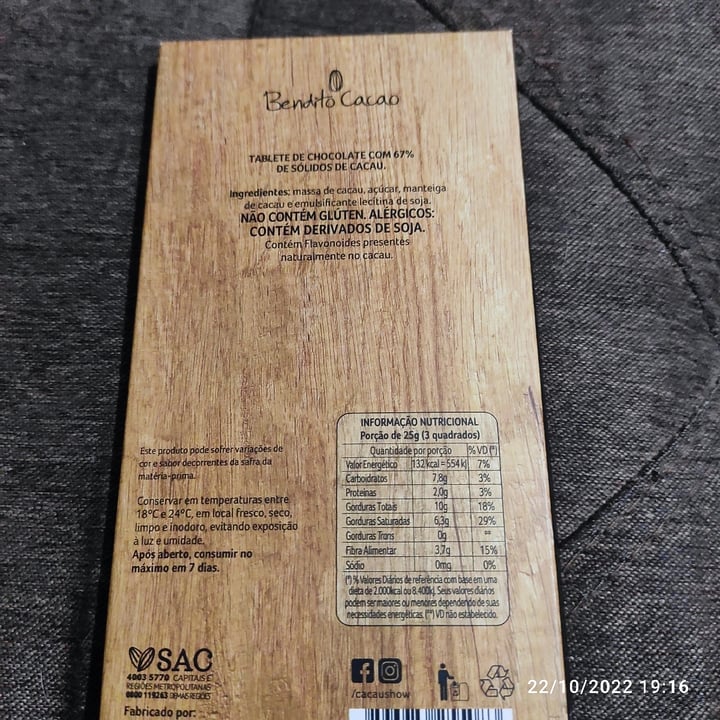 Bendito Cacao
TABLETE DE CHOCOLATE COM 67%
DE SÓLIDOS DE CACAU.
Ingredientes: massa de cacau, açúcar, manteiga
de cacau e emulsificante lecitina de soja.
NÃO CONTÉM GLÚTEN. ALÉRGICOS:
CONTÉM DERIVADOS DE SOJA.
Contém Flavonoides presentes
naturalmente no cacau.
Este produto pode sofrer variações de
cor e sabor decorrentes da safra da
matéria-prima.
Conservar em temperaturas entre
18°C e 24°C, em local fresco, seco,
limpo e inodoro, evitando exposição
à luz e umidade.
Após aberto, consumir no
máximo em 7 dias.
INFORMAÇÃO NUTRICIONAL
Porção de 25g (3 quadrados)
Quantidade por porção %VD (*)
Valor Energético 132 kcal = 554 kJ 7%
Carboidratos 7,8g 3%
Proteínas 2,0g 3%
Gorduras Totais 10g 18%
Gorduras Saturadas 6,3g 29%
Gorduras Trans 0g **
Fibra Alimentar 3,7g 15%
Sódio 0mg 0%
(*) % Valores Diários de referência com base em uma
dieta de 2.000kcal ou 8.400kJ. Seus valores diários
podem ser maiores ou menores dependendo de suas
necessidades energéticas. (**) VD não estabelecido.
SAC
4003 5770 CAPITAIS E
REGIÕES METROPOLITANAS
0800 119263 DEMAIS REGIÕES
Fabricado por:
/cacaushow
22/10/2022 19:16